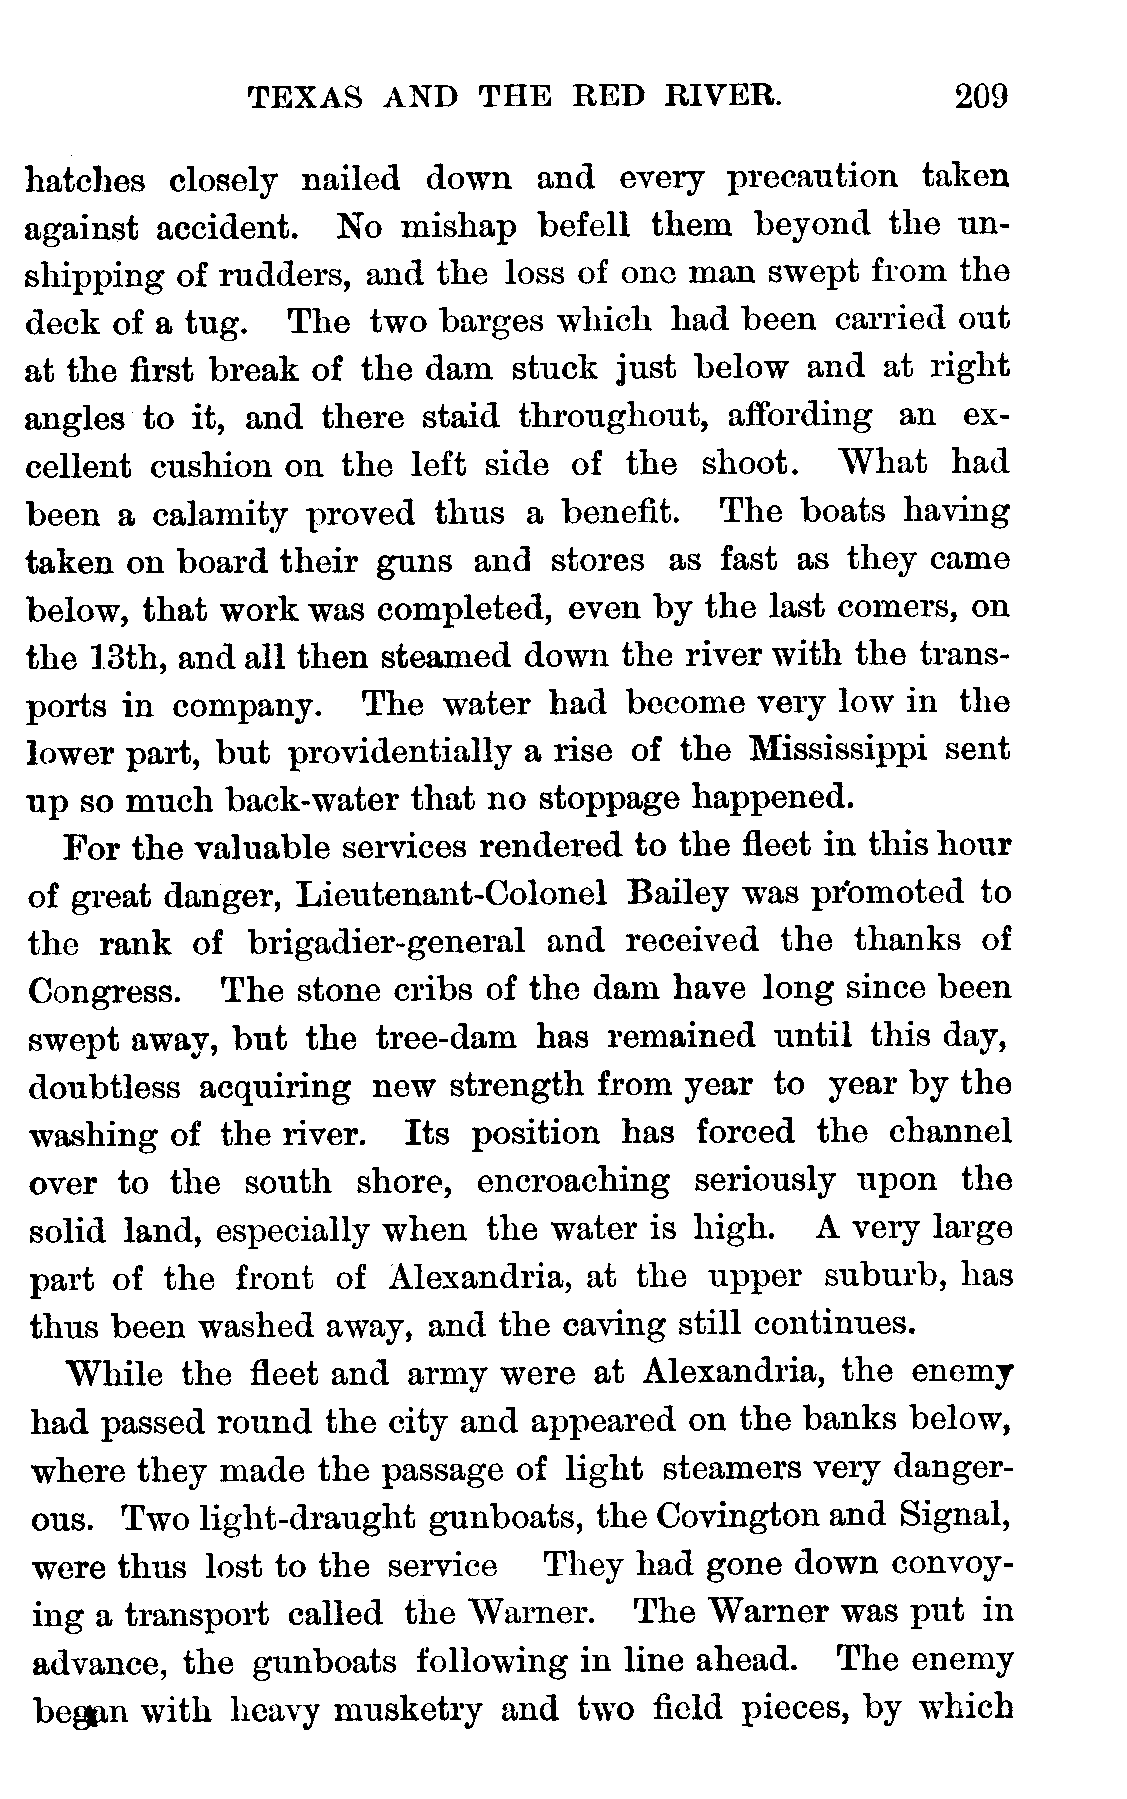 TEXAS AND THE RED RIVER. 209
hatches closely nailed down and every precaution taken
against accident. No mishap befell them beyond the un-
shipping of rudders, and the loss of one man swept from the
deck of a tug. The two barges which had been carried out
at the first break of the dam stuck just below and at right
angles to it, and there staid throughout, affording an ex-
cellent cushion on the left side of the shoot. What had
been a calamity proved thus a benefit. The boats having
taken on board their guns and stores as fast as they came
below, that work was completed, even by the last comers, on
the 13th, and all then steamed down the river with the trans-
ports in company. The water had become very low in the
lower part, but providentially a rise of the Mississippi sent
up so much back-water that no stoppage happened.
For the valuable services rendered to the fleet in this hour
of great danger, Lieutenant-Colonel Bailey was promoted to
the rank of brigadier-general and received the thanks of
Congress. The stone cribs of the dam have long since been
swept away, but the tree-dam has remained until this day,
doubtless acquiring new strength from year to year by the
washing of the river. Its position has forced the channel
over to the south shore, encroaching seriously upon the
solid land, especially when the water is high. A very large
part of the front of Alexandria, at the upper suburb, has
thus been washed away, and the caving still continues.
While the fleet and army were at Alexandria, the enemy
had passed round the city and appeared on the banks below,
where they made the passage of light steamers very danger-
ous. Two light-draught gunboats, the Covington and Signal,
were thus lost to the service They had gone down convoy-
ing a transport called the Warner. The Warner was put in
advance, the gunboats following in line ahead. The enemy
began with heavy musketry and two field pieces, by which